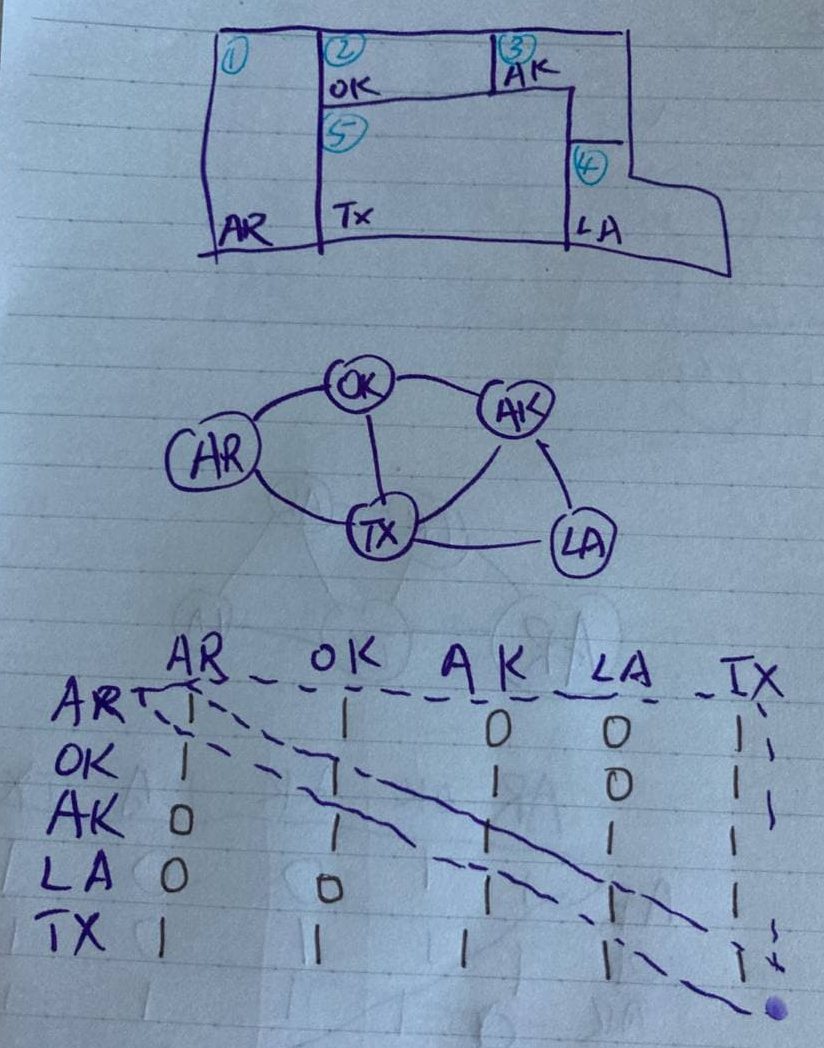 ① ② ③
OK AK
⑤
④
AR TX LA
OK
AK
AR
TX
LA
AR OK AK LA TX
AR 1 1 0 0 1
OK 1 1 1 0 1
AK 0 1 1 1 1
LA 0 0 1 1 1
TX 1 1 1 1 1